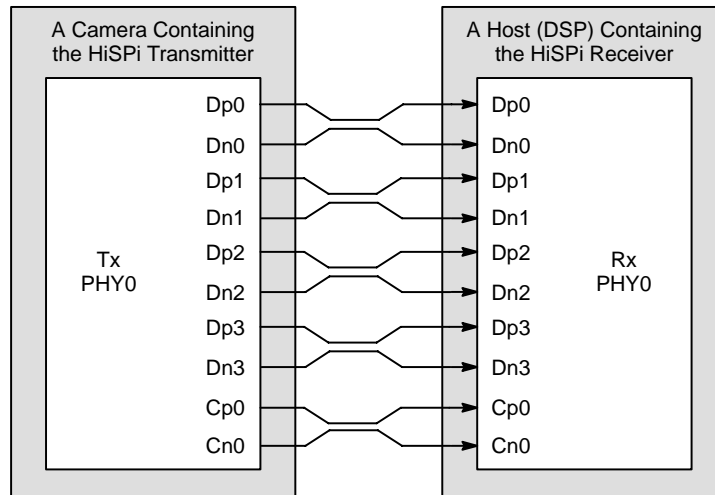 A Camera Containing
the HiSPi Transmitter
A Host (DSP) Containing
the HiSPi Receiver
Tx
PHY0
Dp0
Dn0
Dp1
Dn1
Dp2
Dn2
Dp3
Dn3
Cp0
Cn0
Dp0
Dn0
Dp1
Dn1
Dp2
Dn2
Dp3
Dn3
Cp0
Cn0
Rx
PHY0